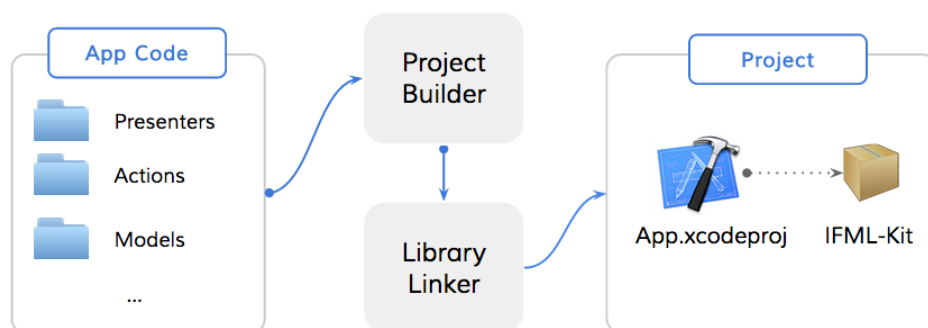 App Code
Presenters
Actions
Models
...
Project
Builder
Library
Linker
Project
App.xcodeproj
IFML-Kit